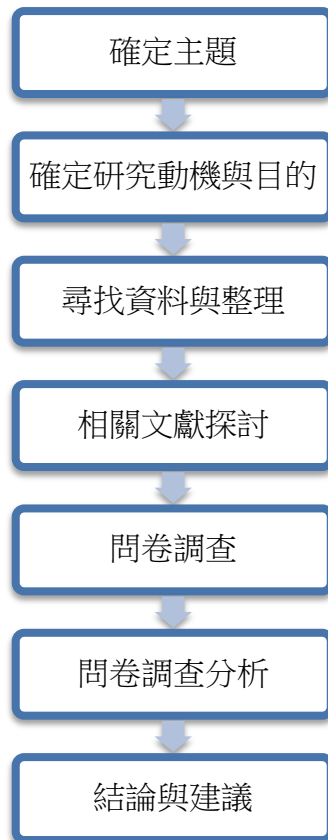 確定主題
確定研究動機與目的
尋找資料與整理
相關文獻探討
問卷調查
問卷調查分析
結論與建議